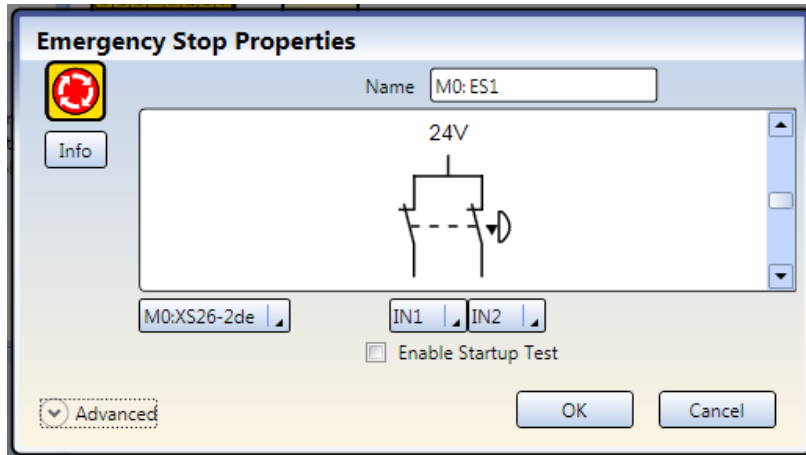 Emergency Stop Properties
Name M0: ES1
Info
24V
M0:XS26-2de IN1 IN2
Enable Startup Test
Advanced OK Cancel